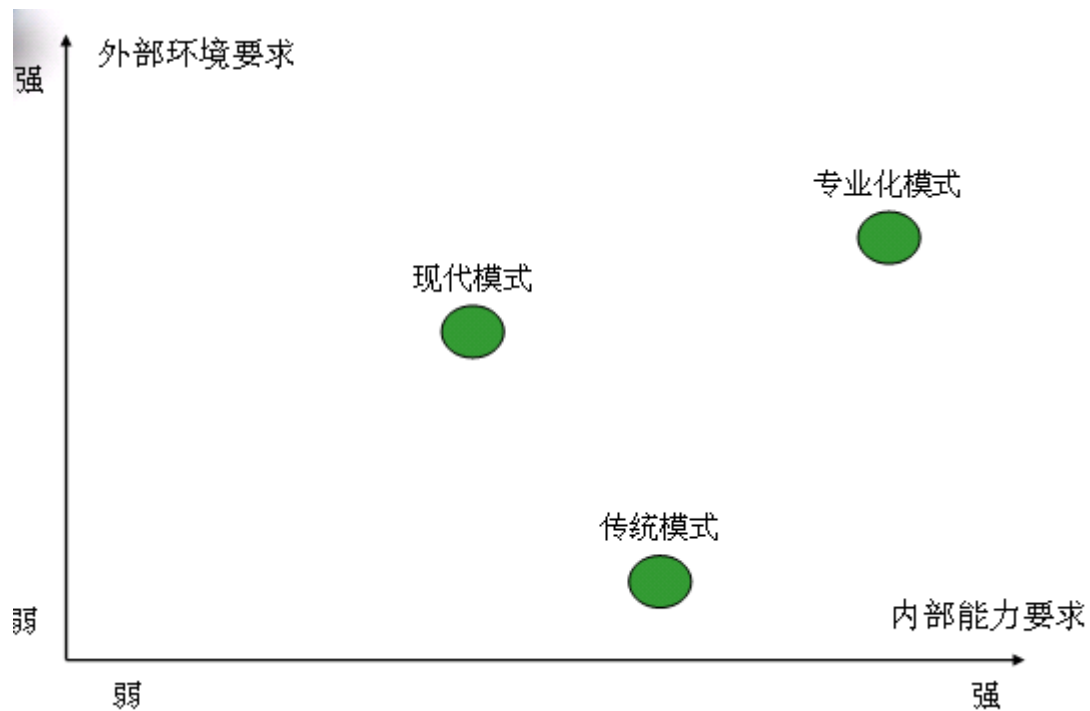 外部环境要求
强
专业化模式
现代模式
传统模式
弱
内部能力要求
弱
强